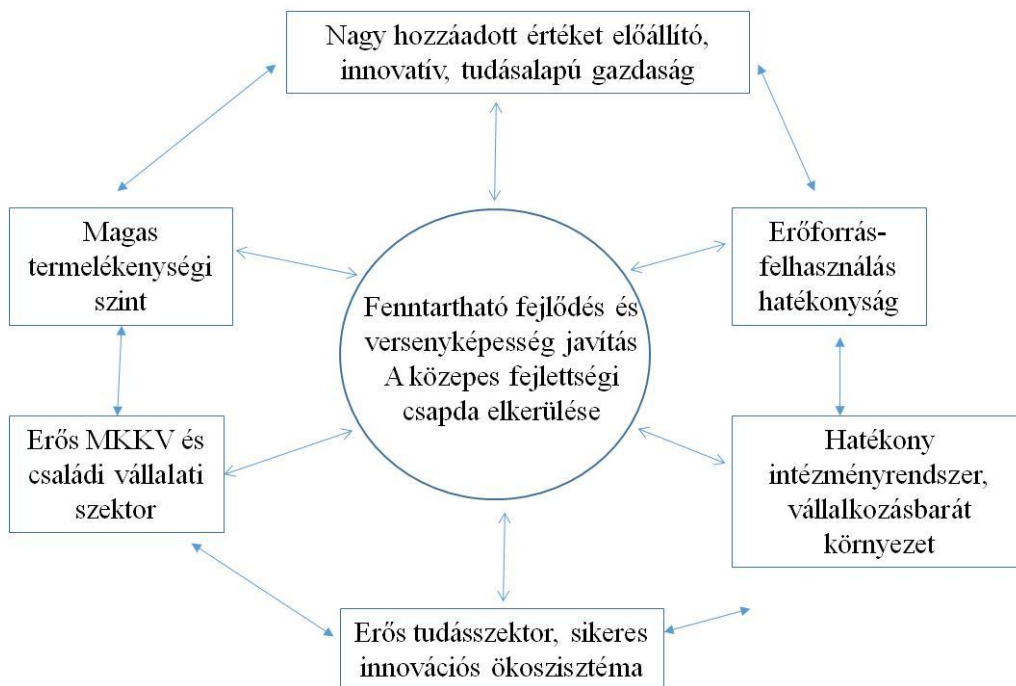 Nagy hozzáadott értéket előállító,
innovatív, tudásalapú gazdaság
Magas
termelékenységi
szint
Erőforrás-
felhasználás
hatékonyság
Fenntartható fejlődés és
versenyképesség javítás
A közepes fejlettségi
csapda elkerülése
Erős MKKV és
családi vállalati
szektor
Hatékony
intézményrendszer,
vállalkozásbarát
környezet
Erős tudásszektor, sikeres
innovációs ökoszisztéma